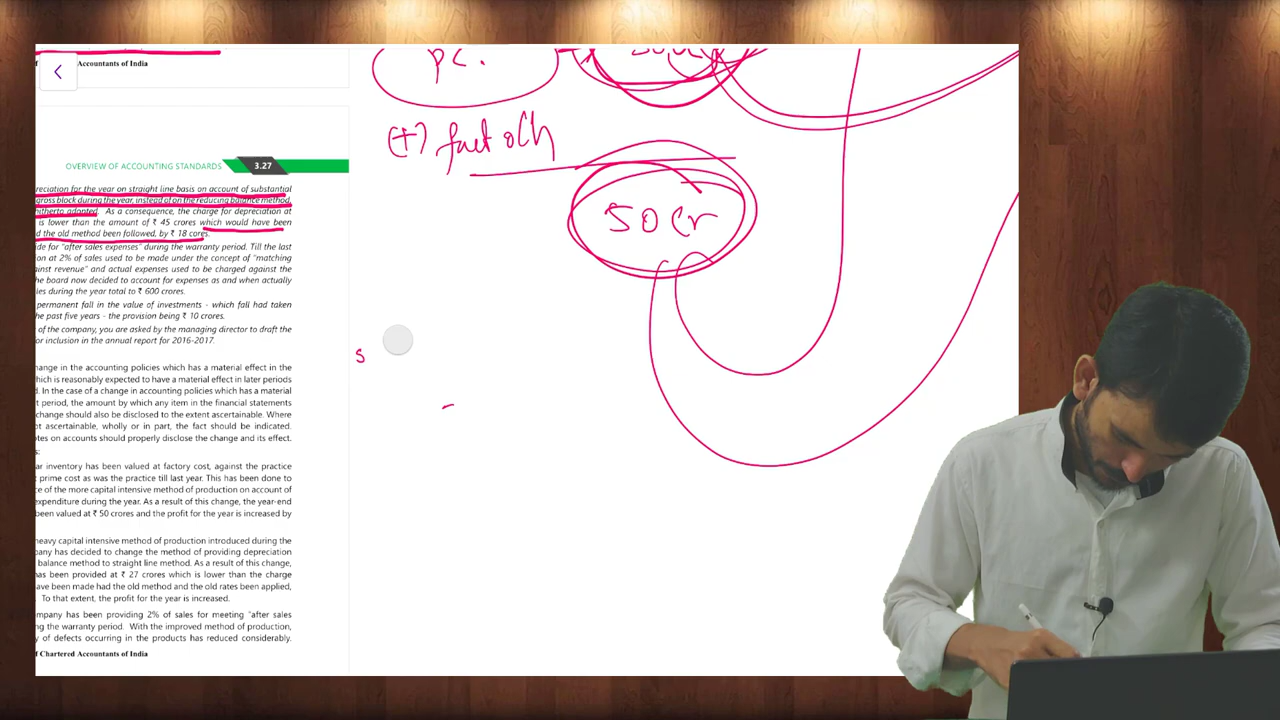 Accountants of India
OVERVIEW OF ACCOUNTING STANDARDS 3.27
reciation for the year on straight line basis on account of substantial
gross block during the year, instead of on the reducing balance method,
hitherto adopted. As a consequence, the charge for depreciation at
is lower than the amount of ₹ 45 crores which would have been
d the old method been followed, by ₹ 18 cores.
ide for "after sales expenses" during the warranty period. Till the last
on at 2% of sales used to be made under the concept of "matching
ainst revenue" and actual expenses used to be charged against the
he board now decided to account for expenses as and when actually
les during the year total to ₹ 600 crores.
permanent fall in the value of investments - which fall had taken
he past five years - the provision being ₹ 10 crores.
of the company, you are asked by the managing director to draft the
or inclusion in the annual report for 2016-2017.
hange in the accounting policies which has a material effect in the
hich is reasonably expected to have a material effect in later periods
d. In the case of a change in accounting policies which has a material
t period, the amount by which any item in the financial statements
change should also be disclosed to the extent ascertainable. Where
ot ascertainable, wholly or in part, the fact should be indicated.
otes on accounts should properly disclose the change and its effect.
s:
ar inventory has been valued at factory cost, against the practice
t prime cost as was the practice till last year. This has been done to
ce of the more capital intensive method of production on account of
expenditure during the year. As a result of this change, the year-end
been valued at ₹ 50 crores and the profit for the year is increased by
heavy capital intensive method of production introduced during the
pany has decided to change the method of providing depreciation
balance method to straight line method. As a result of this change,
has been provided at ₹ 27 crores which is lower than the charge
ave been made had the old method and the old rates been applied,
. To that extent, the profit for the year is increased.
mpany has been providing 2% of sales for meeting "after sales
ng the warranty period. With the improved method of production,
y of defects occurring in the products has reduced considerably.
f Chartered Accountants of India
PC.
(+) fact och
50 Cr
s